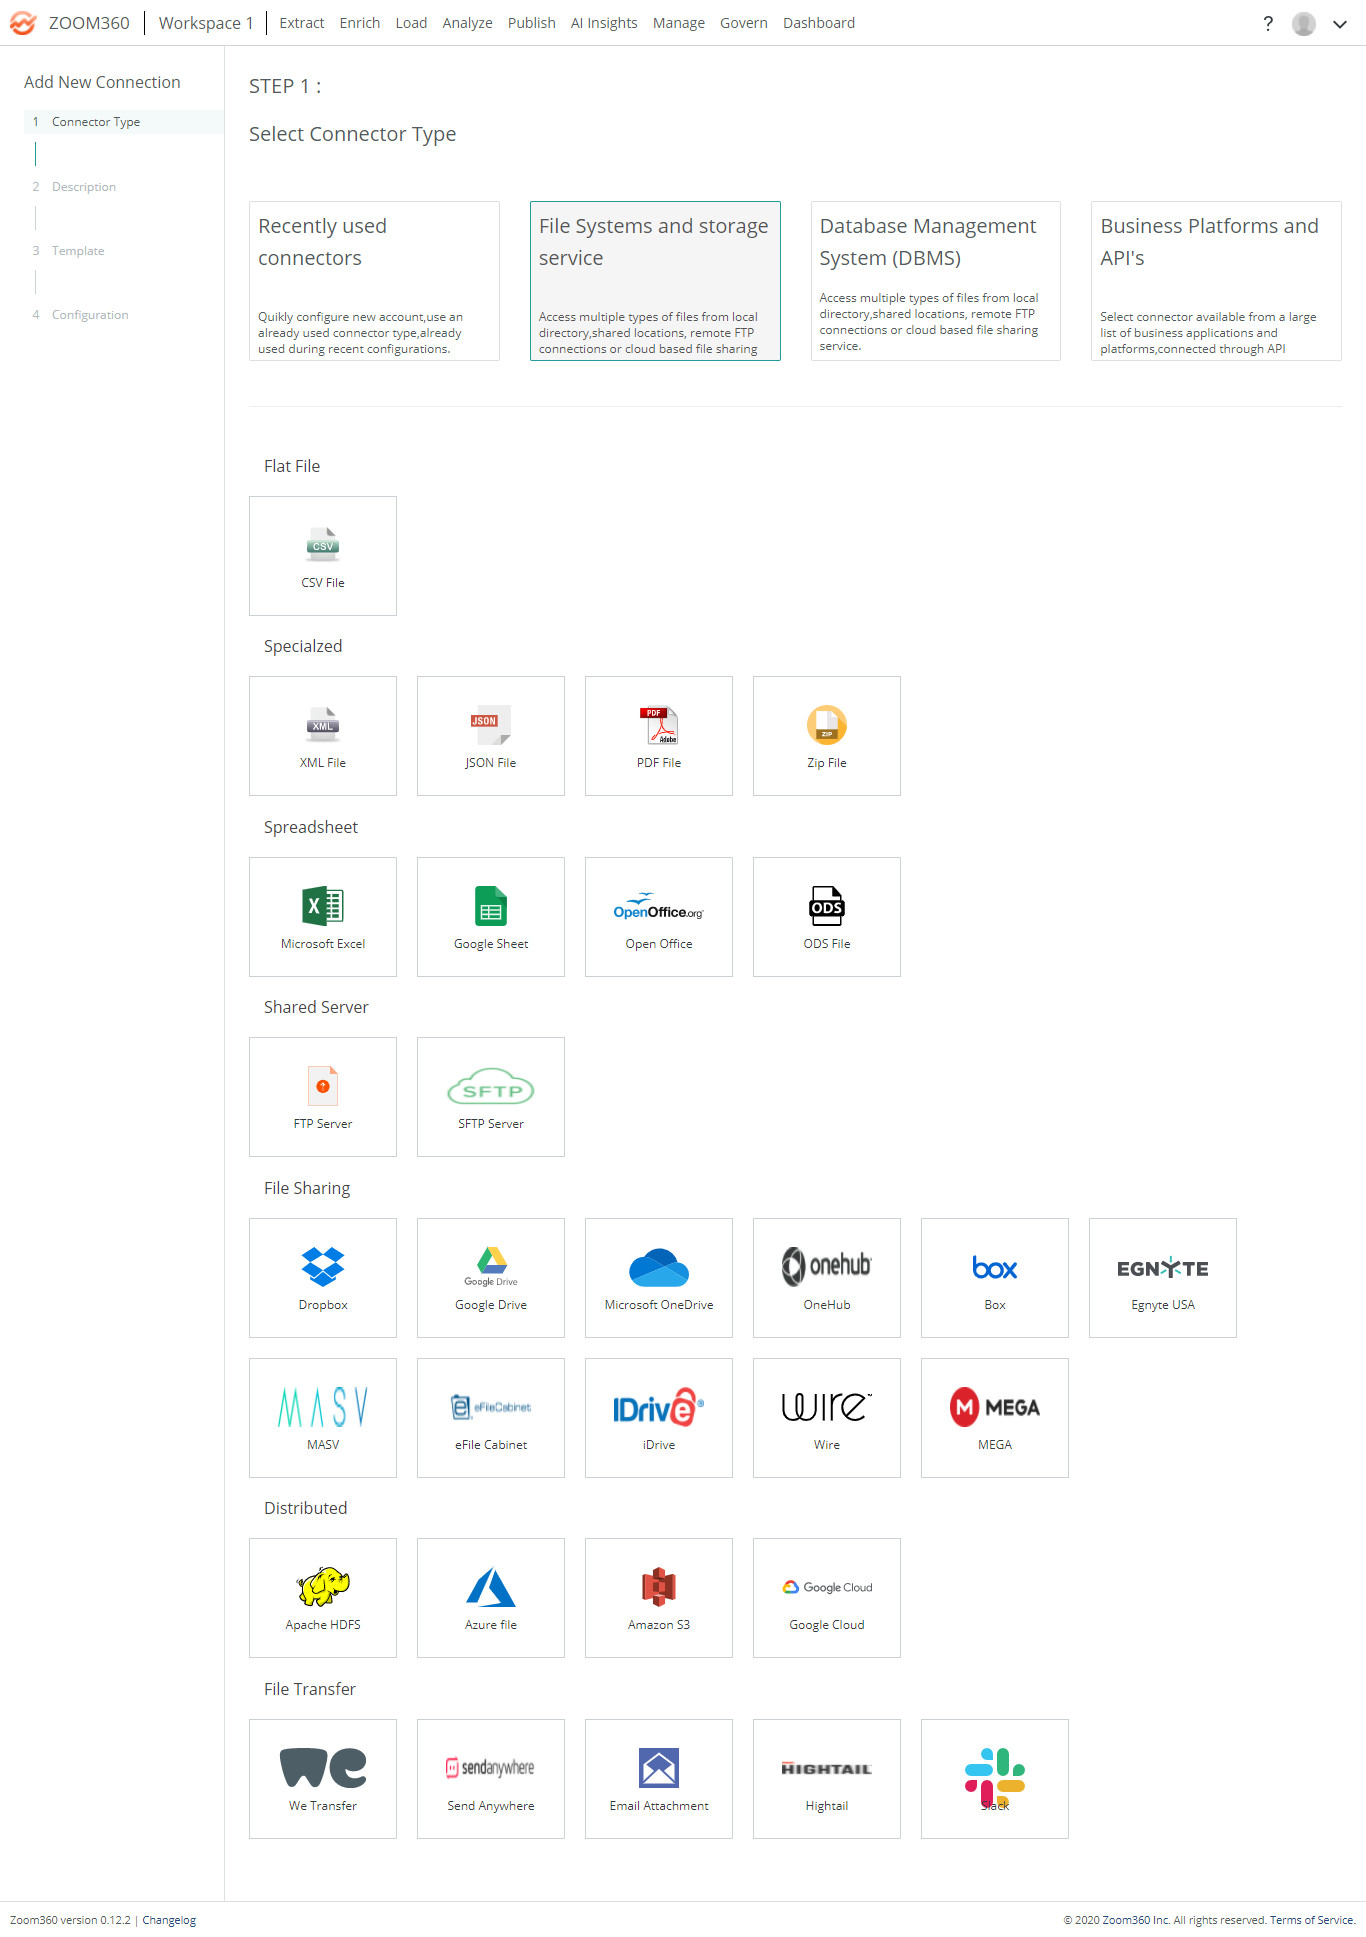 ZOOM360
Workspace 1
Extract
Enrich
Load
Analyze
Publish
AI Insights
Manage
Govern
Dashboard
?
Add New Connection
1 Connector Type
2 Description
3 Template
4 Configuration
STEP 1 :
Select Connector Type
Recently used
connectors
Quikly configure new account,use an
already used connector type,already
used during recent configurations.
File Systems and storage
service
Access multiple types of files from local
directory,shared locations, remote FTP
connections or cloud based file sharing
Database Management
System (DBMS)
Access multiple types of files from local
directory,shared locations, remote FTP
connections or cloud based file sharing
service.
Business Platforms and
API's
Select connector available from a large
list of business applications and
platforms,connected through API
Flat File
CSV
CSV File
Specialzed
XML
XML File
JSON
JSON File
PDF
Adobe
PDF File
ZIP
Zip File
Spreadsheet
X
Microsoft Excel
Google Sheet
OpenOffice.org
Open Office
ODS
ODS File
Shared Server
FTP Server
SFTP
SFTP Server
File Sharing
Dropbox
Google Drive
Google Drive
Microsoft OneDrive
onehub
OneHub
box
Box
EGNYTE
Egnyte USA
MASV
MASV
eFileCabinet
eFile Cabinet
IDrive®
iDrive
wire™
Wire
M MEGA
MEGA
Distributed
Apache HDFS
Azure file
Amazon S3
Google Cloud
Google Cloud
File Transfer
we
We Transfer
sendanywhere
Send Anywhere
Email Attachment
HIGHTAIL
Hightail
Slack
Zoom360 version 0.12.2 | Changelog
© 2020 Zoom360 Inc. All rights reserved. Terms of Service.